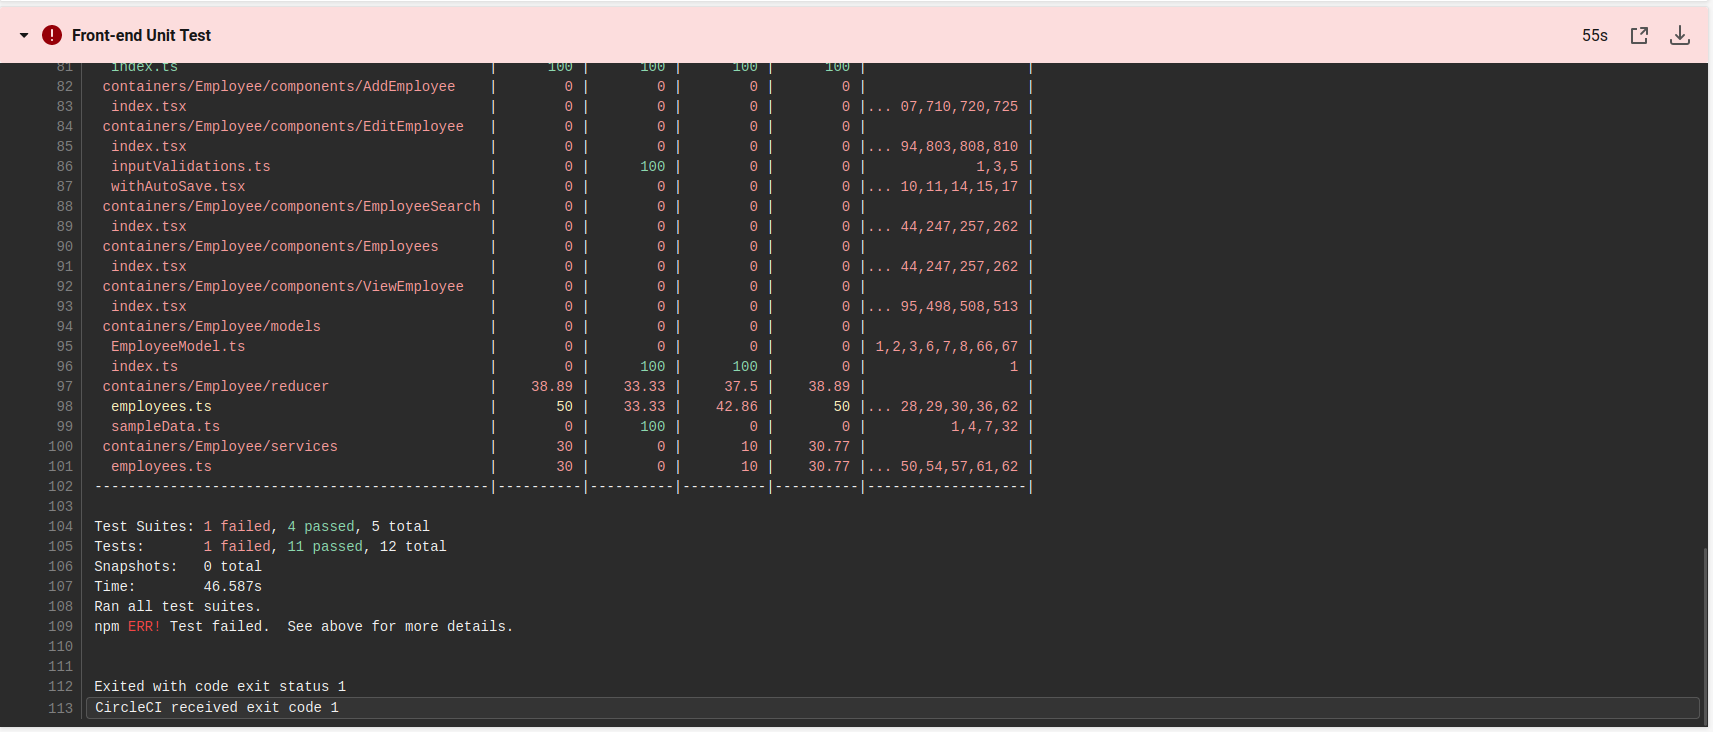 Front-end Unit Test 55s
81 index.ts | 100 | 100 | 100 | 100 | |
82 containers/Employee/components/AddEmployee | 0 | 0 | 0 | 0 | |
83 index.tsx | 0 | 0 | 0 | 0 |... 07,710,720,725 |
84 containers/Employee/components/EditEmployee | 0 | 0 | 0 | 0 | |
85 index.tsx | 0 | 0 | 0 | 0 |... 94,803,808,810 |
86 inputValidations.ts | 0 | 100 | 0 | 0 | 1,3,5 |
87 withAutoSave.tsx | 0 | 0 | 0 | 0 |... 10,11,14,15,17 |
88 containers/Employee/components/EmployeeSearch | 0 | 0 | 0 | 0 | |
89 index.tsx | 0 | 0 | 0 | 0 |... 44,247,257,262 |
90 containers/Employee/components/Employees | 0 | 0 | 0 | 0 | |
91 index.tsx | 0 | 0 | 0 | 0 |... 44,247,257,262 |
92 containers/Employee/components/ViewEmployee | 0 | 0 | 0 | 0 | |
93 index.tsx | 0 | 0 | 0 | 0 |... 95,498,508,513 |
94 containers/Employee/models | 0 | 0 | 0 | 0 | |
95 EmployeeModel.ts | 0 | 0 | 0 | 0 | 1,2,3,6,7,8,66,67 |
96 index.ts | 0 | 100 | 100 | 0 | 1 |
97 containers/Employee/reducer | 38.89 | 33.33 | 37.5 | 38.89 | |
98 employees.ts | 50 | 33.33 | 42.86 | 50 |... 28,29,30,36,62 |
99 sampleData.ts | 0 | 100 | 0 | 0 | 1,4,7,32 |
100 containers/Employee/services | 30 | 0 | 10 | 30.77 | |
101 employees.ts | 30 | 0 | 10 | 30.77 |... 50,54,57,61,62 |
102 -----------------------------------------------|----------|----------|----------|----------|-------------------|
103
104 Test Suites: 1 failed, 4 passed, 5 total
105 Tests: 1 failed, 11 passed, 12 total
106 Snapshots: 0 total
107 Time: 46.587s
108 Ran all test suites.
109 npm ERR! Test failed. See above for more details.
110
111
112 Exited with code exit status 1
113 CircleCI received exit code 1